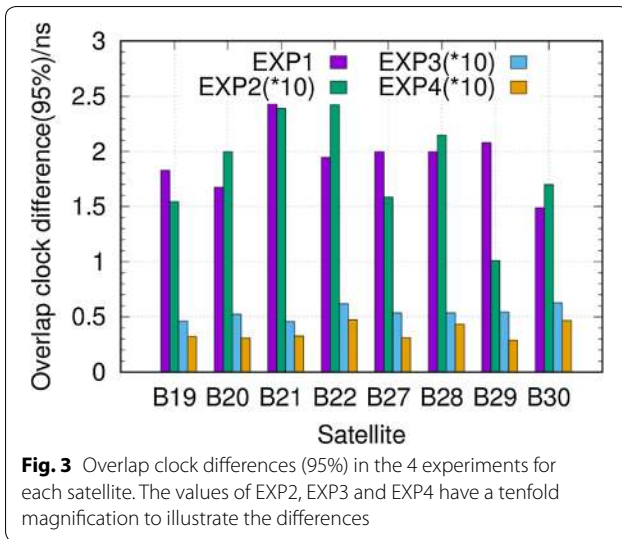 Overlap clock difference(95%)/ns
3
2.5
2
1.5
1
0.5
0
EXP1
EXP2(*10)
EXP3(*10)
EXP4(*10)
B19 B20 B21 B22 B27 B28 B29 B30
Satellite
Fig. 3 Overlap clock differences (95%) in the 4 experiments for
each satellite. The values of EXP2, EXP3 and EXP4 have a tenfold
magnification to illustrate the differences